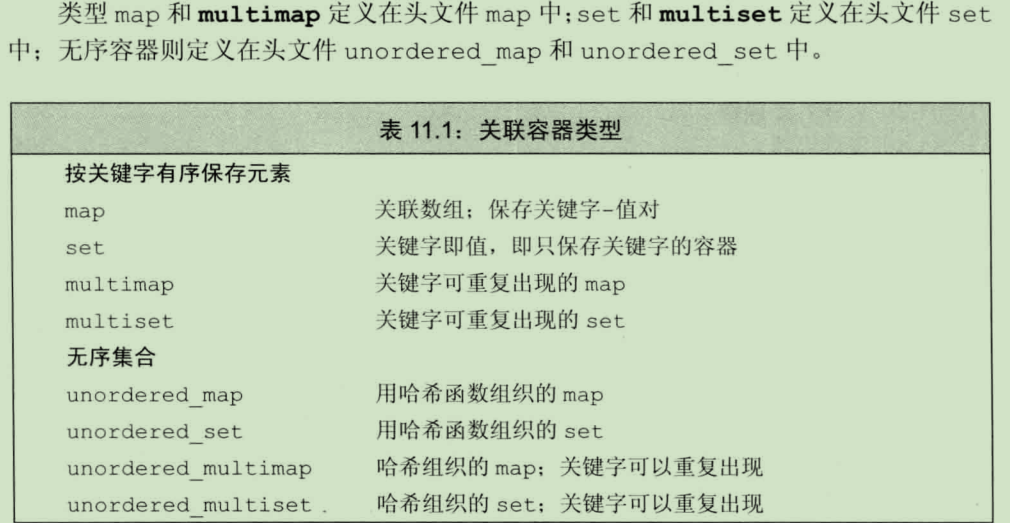 类型 map 和 multimap 定义在头文件 map 中;set 和 multiset 定义在头文件 set
中；无序容器则定义在头文件 unordered_map 和 unordered_set 中。
表 11.1：关联容器类型
按关键字有序保存元素
map 关联数组；保存关键字-值对
set 关键字即值，即只保存关键字的容器
multimap 关键字可重复出现的 map
multiset 关键字可重复出现的 set
无序集合
unordered_map 用哈希函数组织的 map
unordered_set 用哈希函数组织的 set
unordered_multimap 哈希组织的 map；关键字可以重复出现
unordered_multiset 哈希组织的 set；关键字可以重复出现